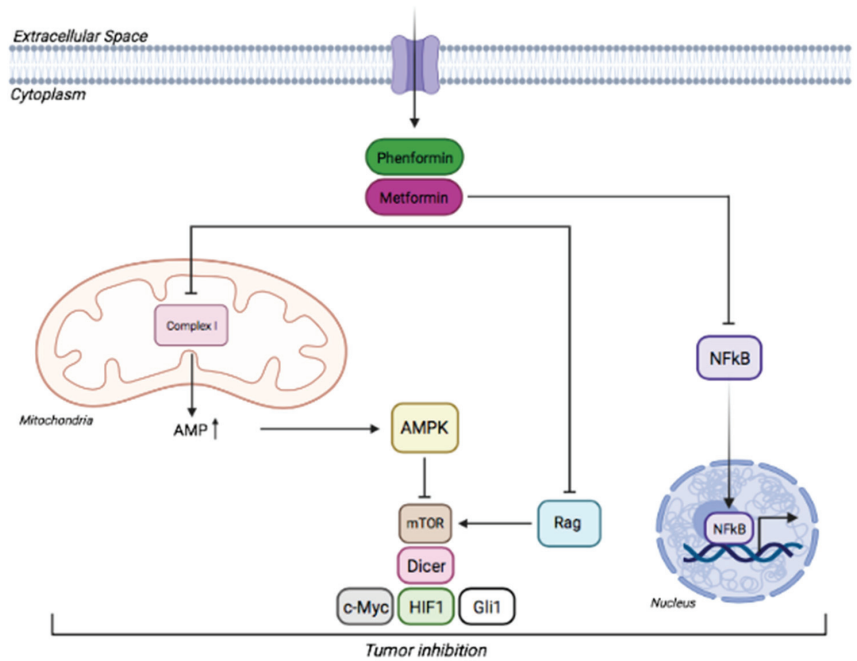 Extracellular Space
Cytoplasm
Phenformin
Metformin
Complex I
NFkB
Mitochondria
AMP
AMPK
mTOR
Rag
NFkB
Dicer
c-Myc
HIF1
Gli1
Nucleus
Tumor inhibition